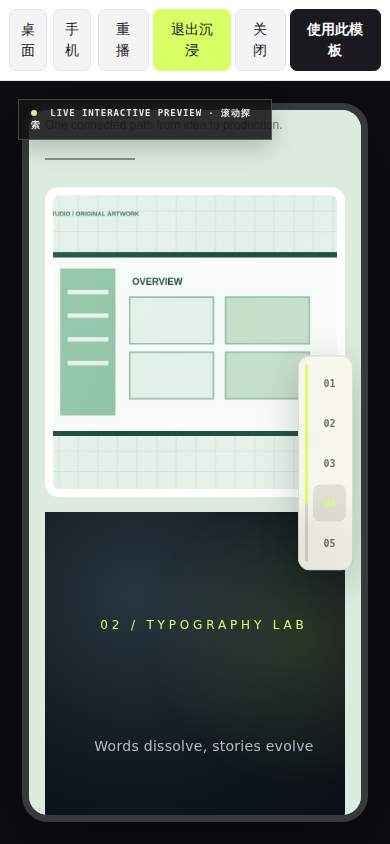 桌面
手机
重播
退出沉浸
关闭
使用此模板
LIVE INTERACTIVE PREVIEW · 滚动探索
One connected path from idea to production.
TUDIO / ORIGINAL ARTWORK
OVERVIEW
01
02
03
04
05
02 / TYPOGRAPHY LAB
Words dissolve, stories evolve